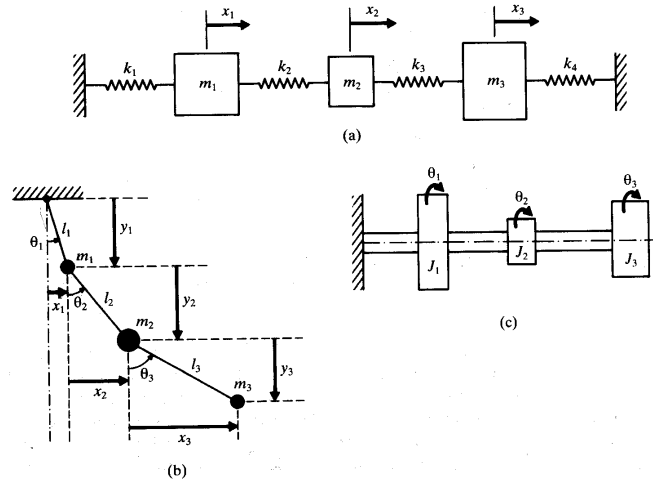 x₁ x₂ x₃
k₁ m₁ k₂ m₂ k₃ m₃ k₄
(a)
θ₁ l₁ y₁
m₁
x₁ θ₂ l₂ y₂
m₂
θ₃ l₃ y₃
x₂ m₃
x₃
(b)
θ₁ θ₂ θ₃
J₁ J₂ J₃
(c)